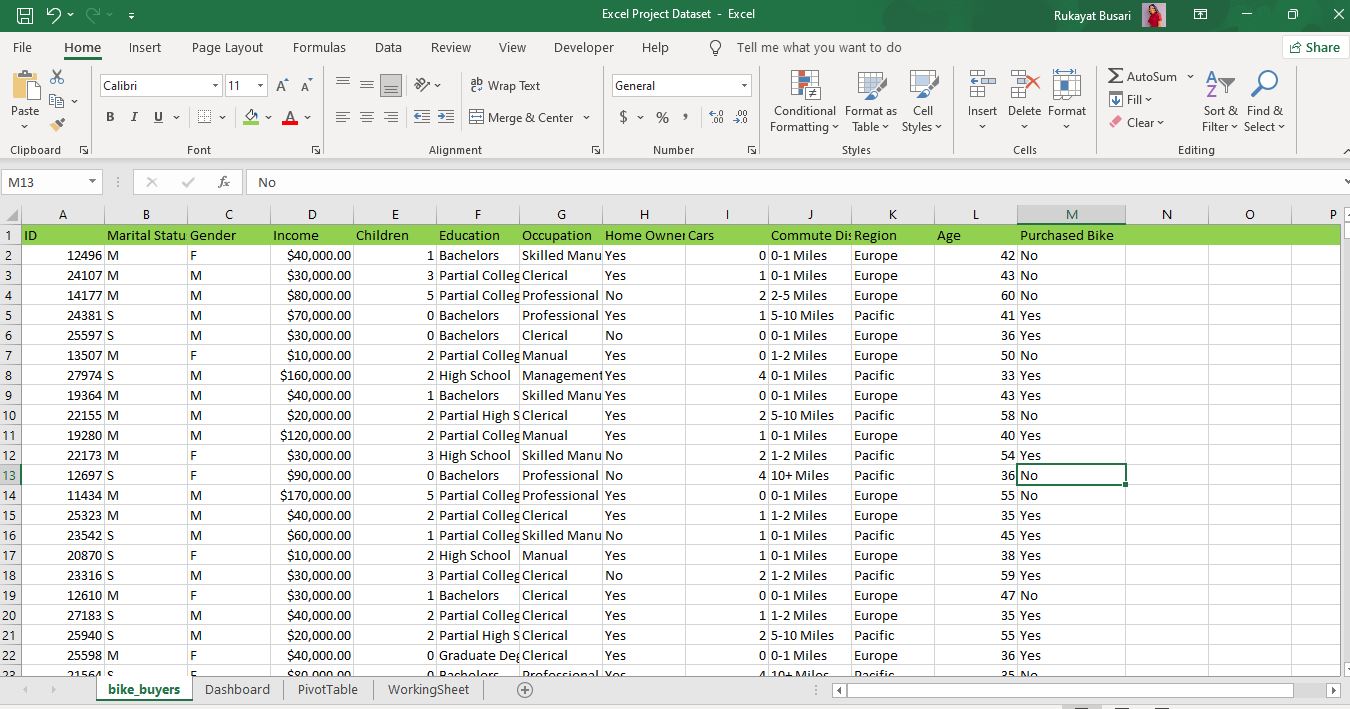 Excel Project Dataset - Excel
Rukayat Busari
File Home Insert Page Layout Formulas Data Review View Developer Help Tell me what you want to do Share
Calibri 11 Wrap Text General AutoSum
Paste Conditional Format as Cell Insert Delete Format Fill Sort & Find &
B I U Merge & Center $ % , Formatting Table Styles Clear Filter Select
Clipboard Font Alignment Number Styles Cells Editing
M13 fx No
A B C D E F G H I J K L M N O P
1 ID Marital Statu Gender Income Children Education Occupation Home Owner Cars Commute Dis Region Age Purchased Bike
2 12496 M F $40,000.00 1 Bachelors Skilled Manu Yes 0 0-1 Miles Europe 42 No
3 24107 M M $30,000.00 3 Partial Colleg Clerical Yes 1 0-1 Miles Europe 43 No
4 14177 M M $80,000.00 5 Partial Colleg Professional No 2 2-5 Miles Europe 60 No
5 24381 S M $70,000.00 0 Bachelors Professional Yes 1 5-10 Miles Pacific 41 Yes
6 25597 S M $30,000.00 0 Bachelors Clerical No 0 0-1 Miles Europe 36 Yes
7 13507 M F $10,000.00 2 Partial Colleg Manual Yes 0 1-2 Miles Europe 50 No
8 27974 S M $160,000.00 2 High School Management Yes 4 0-1 Miles Pacific 33 Yes
9 19364 M M $40,000.00 1 Bachelors Skilled Manu Yes 0 0-1 Miles Europe 43 Yes
10 22155 M M $20,000.00 2 Partial High S Clerical Yes 2 5-10 Miles Pacific 58 No
11 19280 M M $120,000.00 2 Partial Colleg Manual Yes 1 0-1 Miles Europe 40 Yes
12 22173 M F $30,000.00 3 High School Skilled Manu No 2 1-2 Miles Pacific 54 Yes
13 12697 S F $90,000.00 0 Bachelors Professional No 4 10+ Miles Pacific 36 No
14 11434 M M $170,000.00 5 Partial Colleg Professional Yes 0 0-1 Miles Europe 55 No
15 25323 M M $40,000.00 2 Partial Colleg Clerical Yes 1 1-2 Miles Europe 35 Yes
16 23542 S M $60,000.00 1 Partial Colleg Skilled Manu No 1 0-1 Miles Pacific 45 Yes
17 20870 S F $10,000.00 2 High School Manual Yes 1 0-1 Miles Europe 38 Yes
18 23316 S M $30,000.00 3 Partial Colleg Clerical No 2 1-2 Miles Pacific 59 Yes
19 12610 M F $30,000.00 1 Bachelors Clerical Yes 0 0-1 Miles Europe 47 No
20 27183 S M $40,000.00 2 Partial Colleg Clerical Yes 1 1-2 Miles Europe 35 Yes
21 25940 S M $20,000.00 2 Partial High S Clerical Yes 2 5-10 Miles Pacific 55 Yes
22 25598 M F $40,000.00 0 Graduate Deg Clerical Yes 0 0-1 Miles Europe 36 Yes
23 21564 S F $80,000.00 0 Bachelors Professional Yes 4 10+ Miles Pacific 35 No
bike_buyers Dashboard PivotTable WorkingSheet